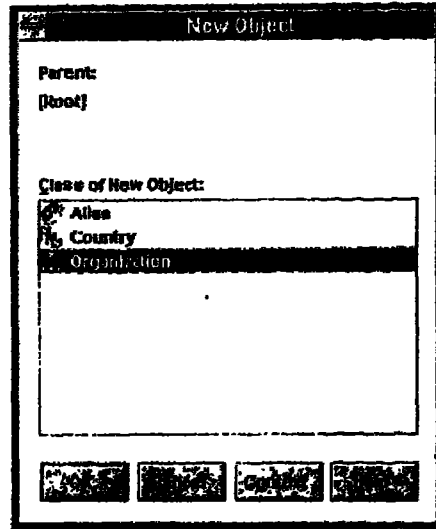 New Object
Parent:
[Root]
Class of New Object:
Alias
Country
Organization